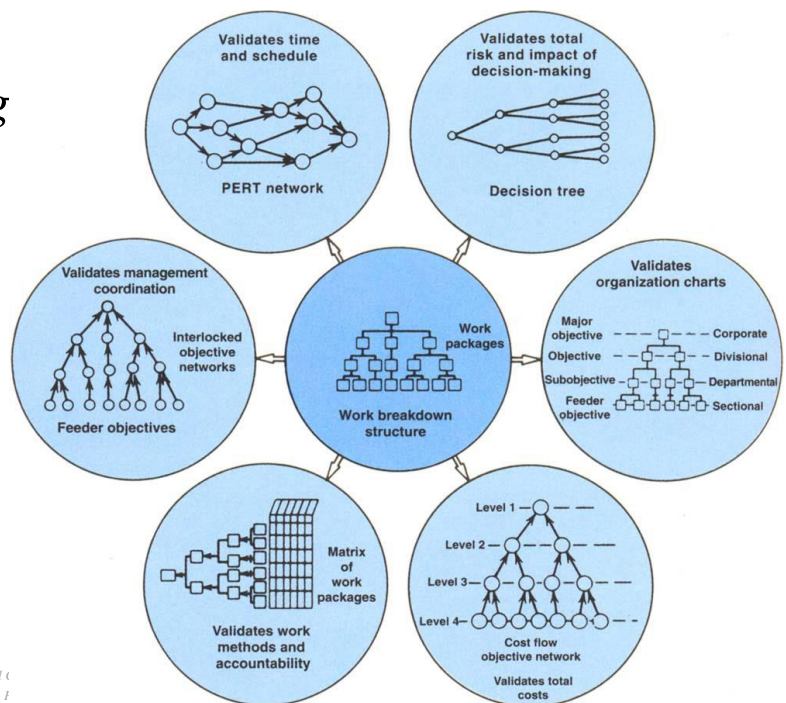 g
Validates time
and schedule
PERT network
Validates total
risk and impact of
decision-making
Decision tree
Validates management
coordination
Interlocked
objective
networks
Feeder objectives
Work
packages
Work breakdown
structure
Validates
organization charts
Major
objective
Corporate
Objective
Divisional
Subobjective
Departmental
Feeder
objective
Sectional
Matrix
of
work
packages
Validates work
methods and
accountability
Level 1
Level 2
Level 3
Level 4
Cost flow
objective network
Validates total
costs